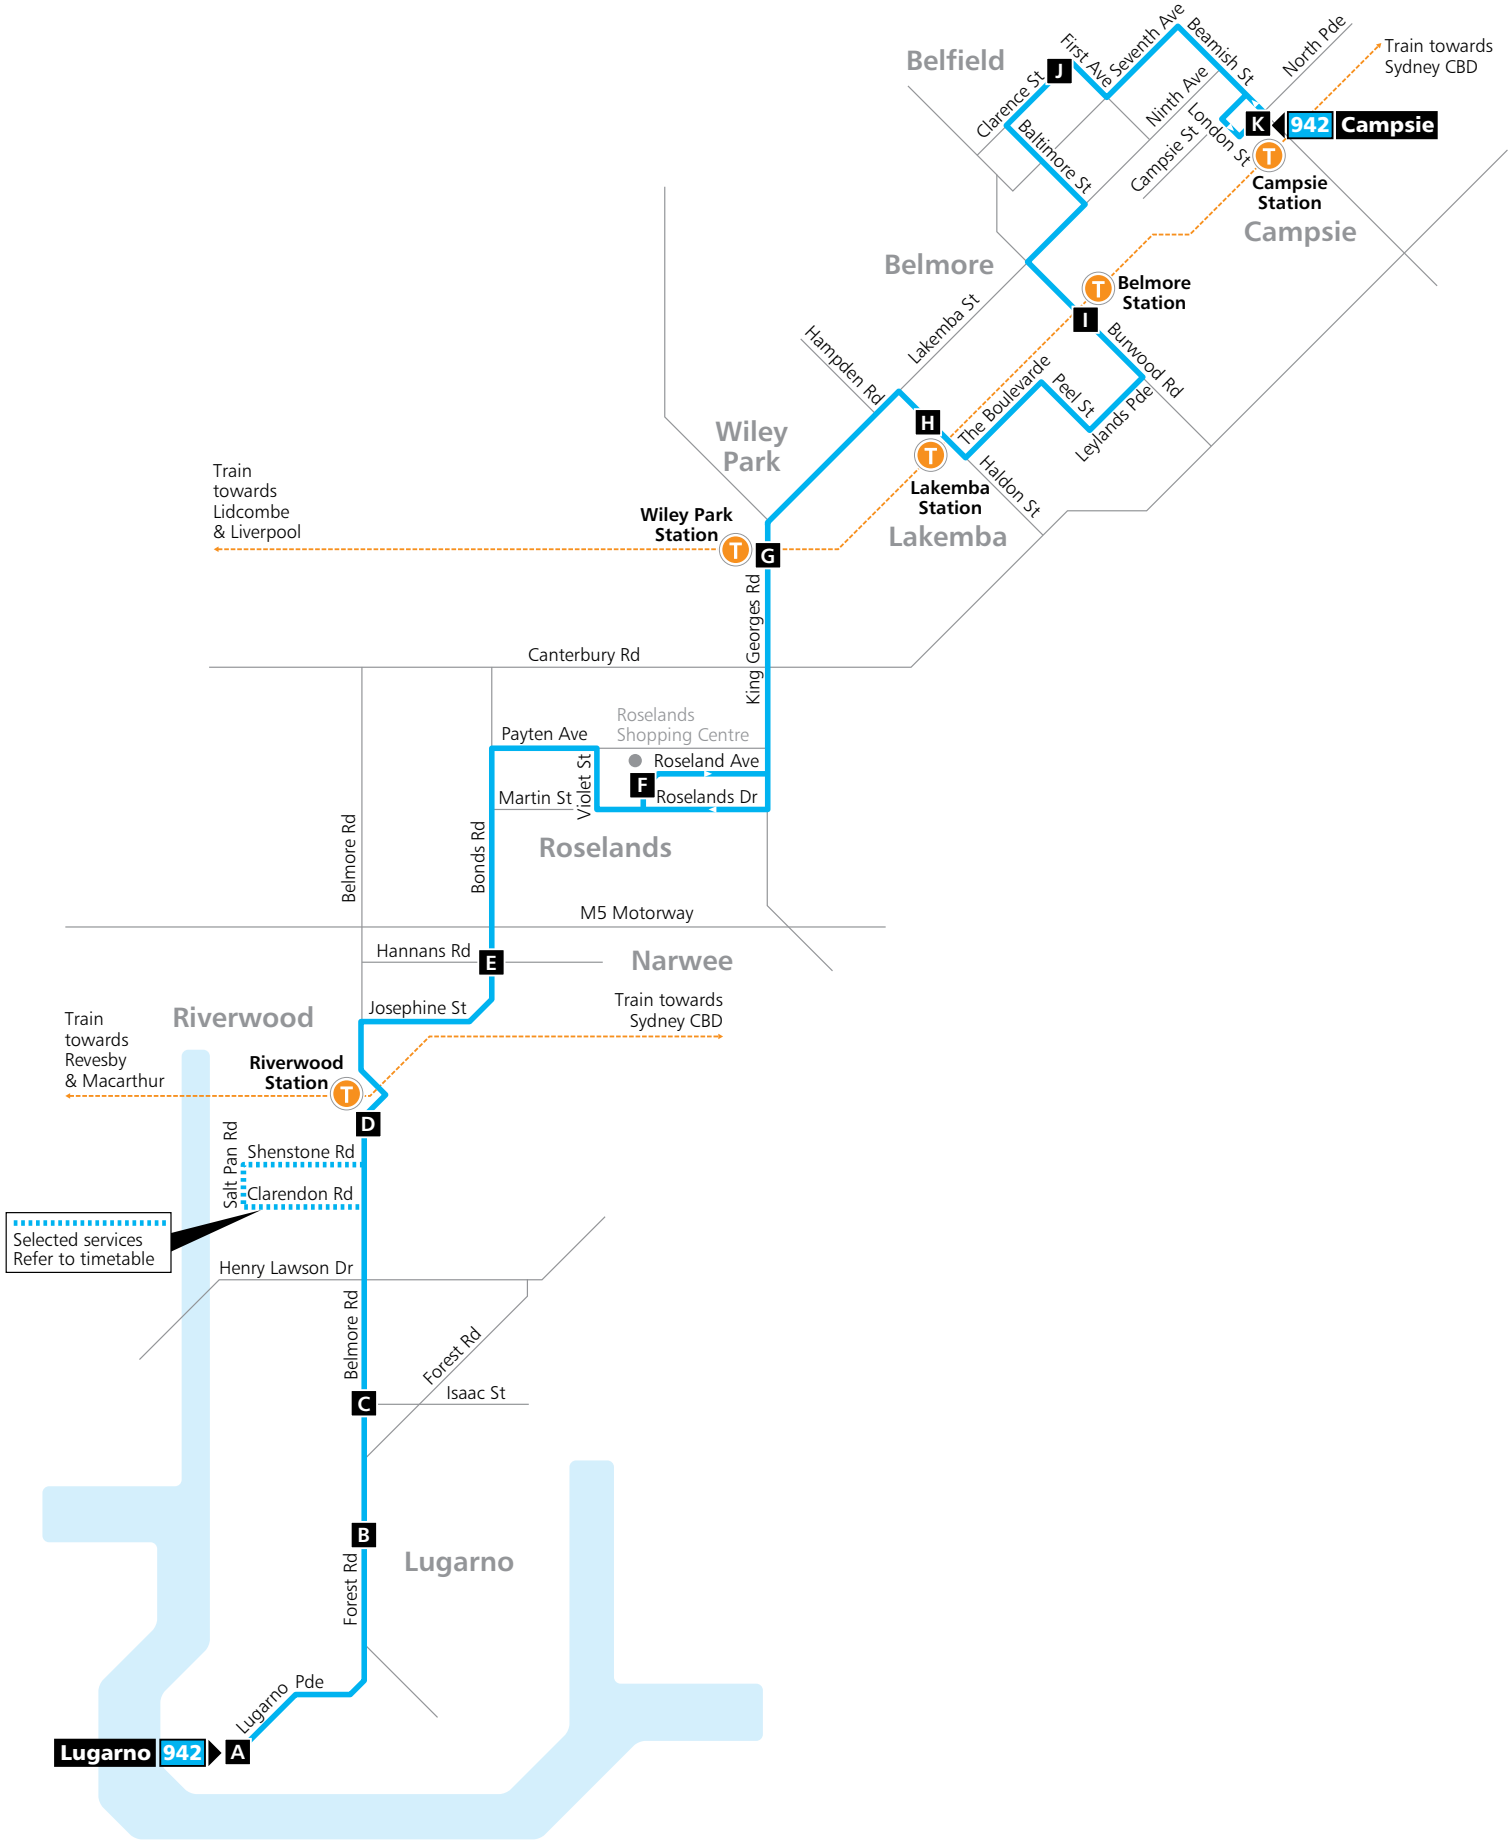 Seventh Ave
Beamish St
North Pde
First Ave
Belfield
Train towards
Sydney CBD
J
Clarence St
Ninth Ave
London St
K
942
Campsie
Baltimore St
Campsie St
T
Campsie
Station
Campsie
Belmore
T
Belmore
Station
Lakemba St
I
Hampden Rd
Burwood Rd
The Boulevarde
Peel St
Leylands Pde
H
Wiley
Park
T
Haldon St
Train
towards
Lidcombe
& Liverpool
Lakemba
Station
Lakemba
Wiley Park
Station
T
G
King Georges Rd
Canterbury Rd
Roselands
Shopping Centre
Payten Ave
Roseland Ave
Violet St
F
Martin St
Roselands Dr
Belmore Rd
Bonds Rd
Roselands
M5 Motorway
Hannans Rd
E
Narwee
Josephine St
Train towards
Sydney CBD
Riverwood
Train
towards
Revesby
& Macarthur
Riverwood
Station
T
D
Salt Pan Rd
Shenstone Rd
Clarendon Rd
Selected services
Refer to timetable
Henry Lawson Dr
Belmore Rd
Forest Rd
C
Isaac St
B
Lugarno
Forest Rd
Lugarno Pde
Lugarno
942
A